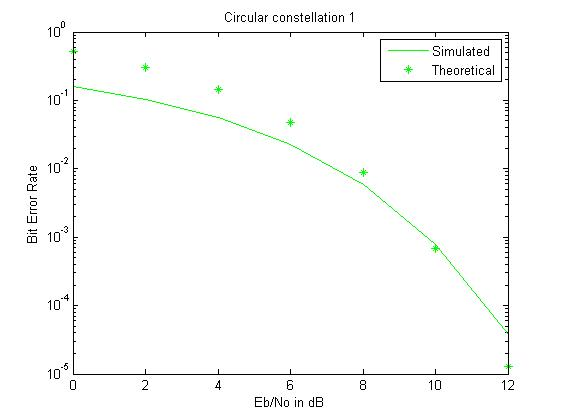 Circular constellation 1
Simulated
Theoretical
Bit Error Rate
10^0
10^-1
10^-2
10^-3
10^-4
10^-5
0 2 4 6 8 10 12
Eb/No in dB